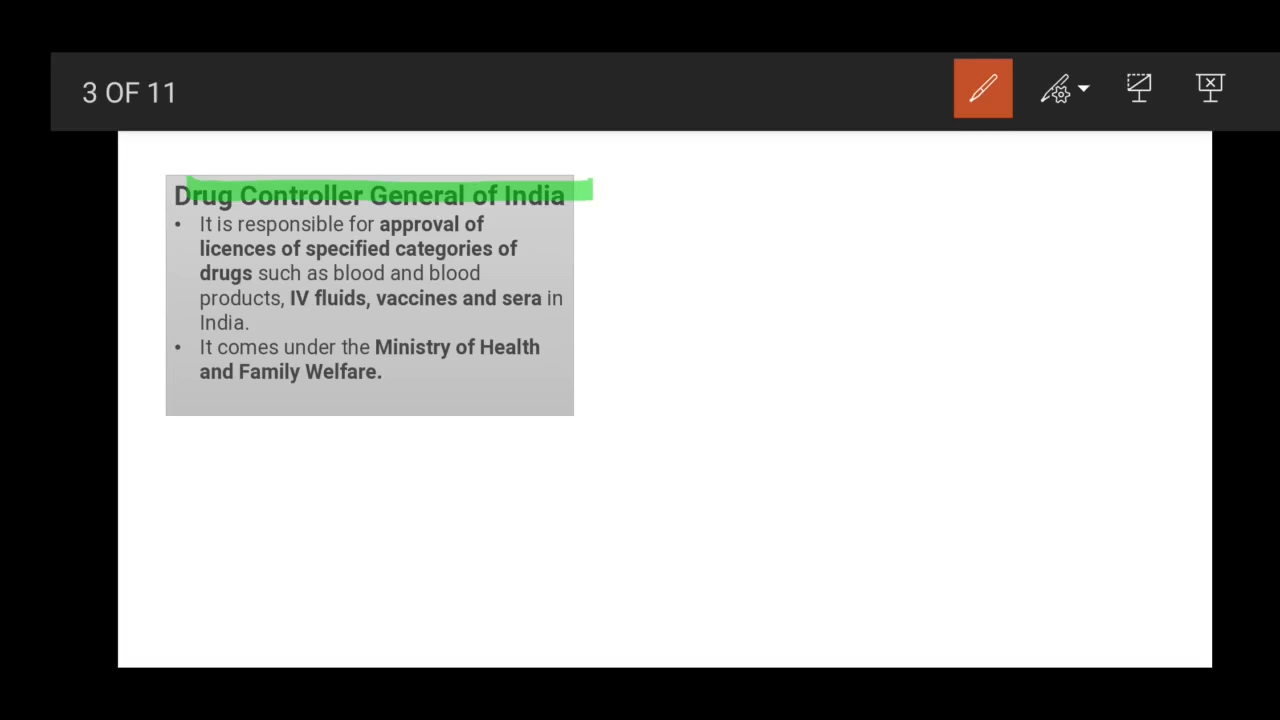 3 OF 11
Drug Controller General of India
• It is responsible for approval of
licences of specified categories of
drugs such as blood and blood
products, IV fluids, vaccines and sera in
India.
• It comes under the Ministry of Health
and Family Welfare.